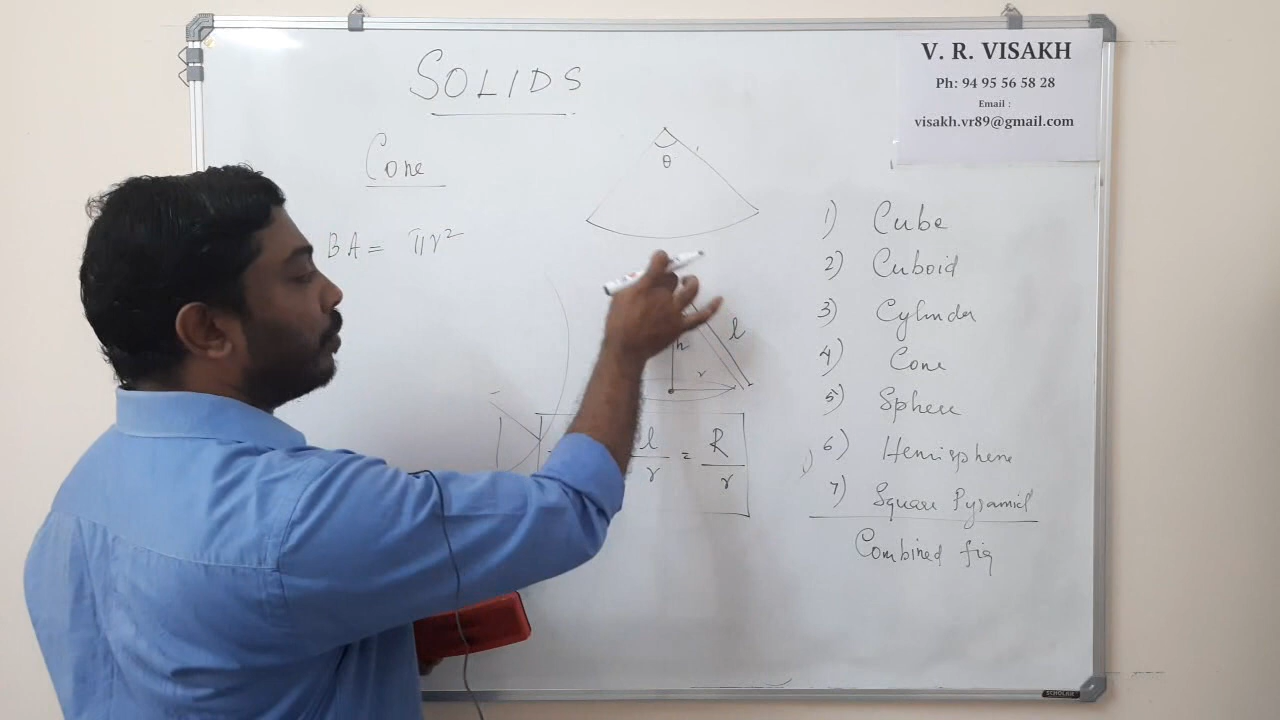 SOLIDS
V. R. VISAKH
Ph: 94 95 56 58 28
Email :
visakh.vr89@gmail.com
Cone
θ
BA = πr²
l
h
r
l/r = R/r
1) Cube
2) Cuboid
3) Cylinder
4) Cone
5) Sphere
6) Hemisphere
7) Square Pyramid
Combined fig
SCHOLAR